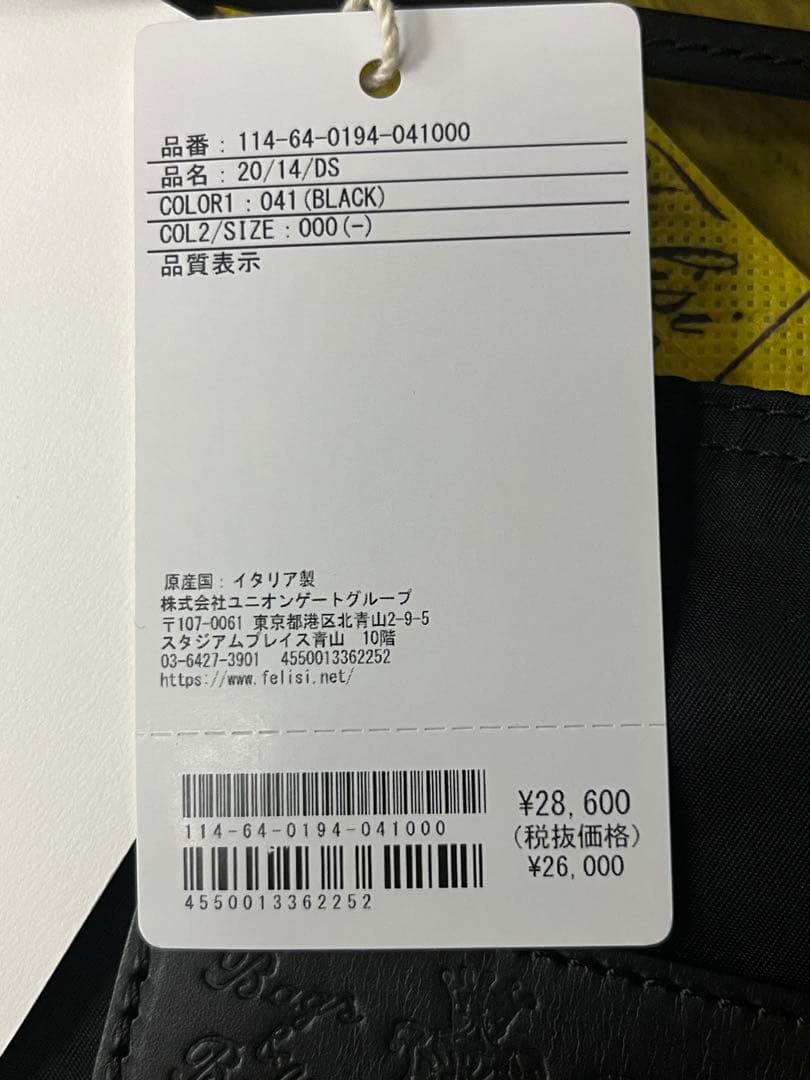 品番：114-64-0194-041000
品名：20/14/DS
COLOR1：041(BLACK)
COL2/SIZE：000(-)
品質表示
原産国：イタリア製
株式会社ユニオンゲートグループ
〒107-0061 東京都港区北青山2-9-5
スタジアムプレイス青山 10階
03-6427-3901 4550013362252
https://www.felisi.net/
114-64-0194-041000
4550013362252
¥28,600
(税抜価格)
¥26,000
Bags